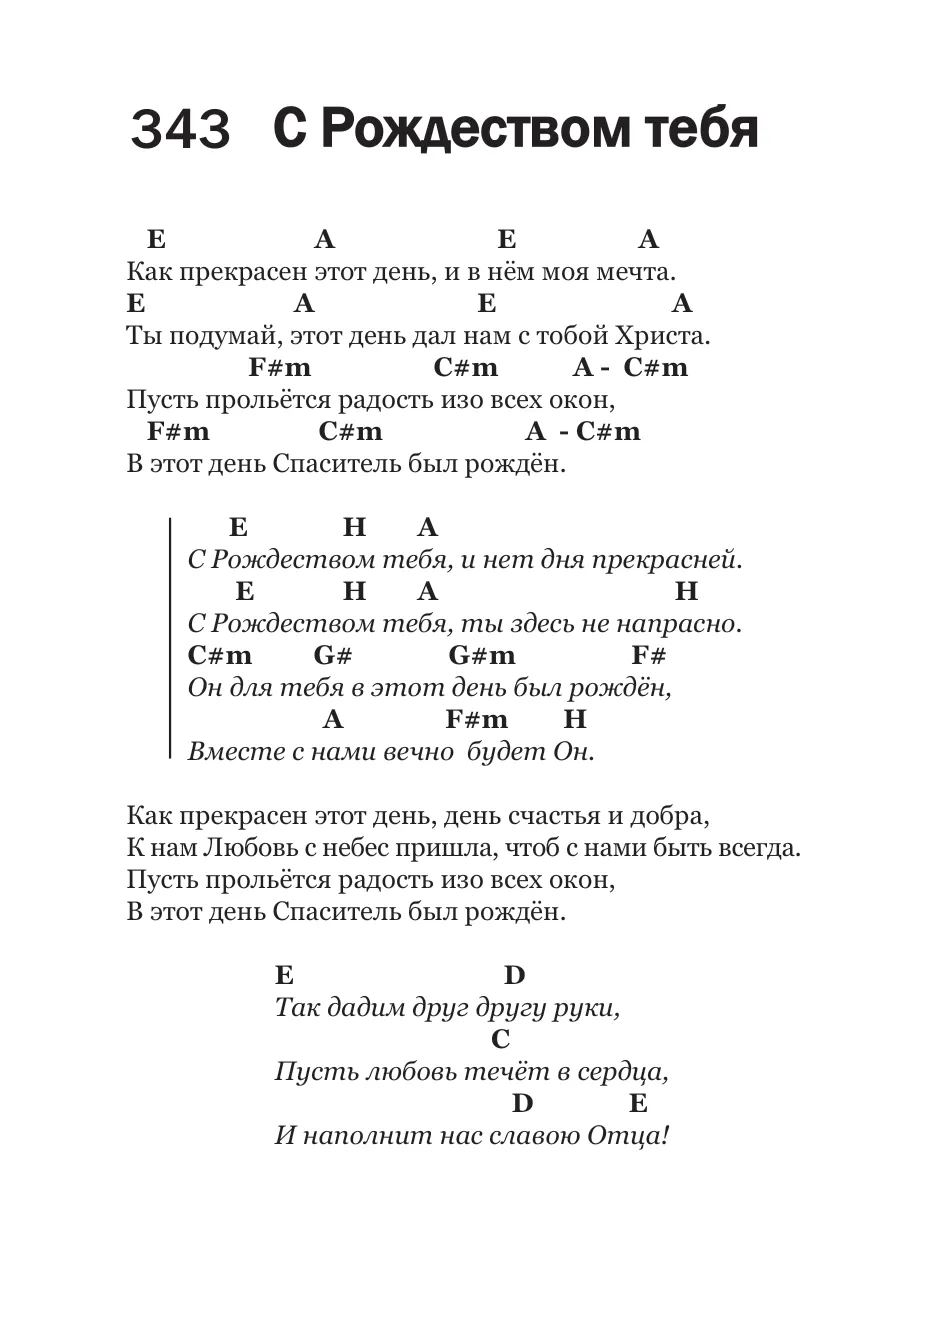 343 С Рождеством тебя
E A E A
Как прекрасен этот день, и в нём моя мечта.
E A E A
Ты подумай, этот день дал нам с тобой Христа.
F#m C#m A - C#m
Пусть прольётся радость изо всех окон,
F#m C#m A - C#m
В этот день Спаситель был рождён.
E H A
С Рождеством тебя, и нет дня прекрасней.
E H A H
С Рождеством тебя, ты здесь не напрасно.
C#m G# G#m F#
Он для тебя в этот день был рождён,
A F#m H
Вместе с нами вечно будет Он.
Как прекрасен этот день, день счастья и добра,
К нам Любовь с небес пришла, чтоб с нами быть всегда.
Пусть прольётся радость изо всех окон,
В этот день Спаситель был рождён.
E D
Так дадим друг другу руки,
C
Пусть любовь течёт в сердца,
D E
И наполнит нас славою Отца!